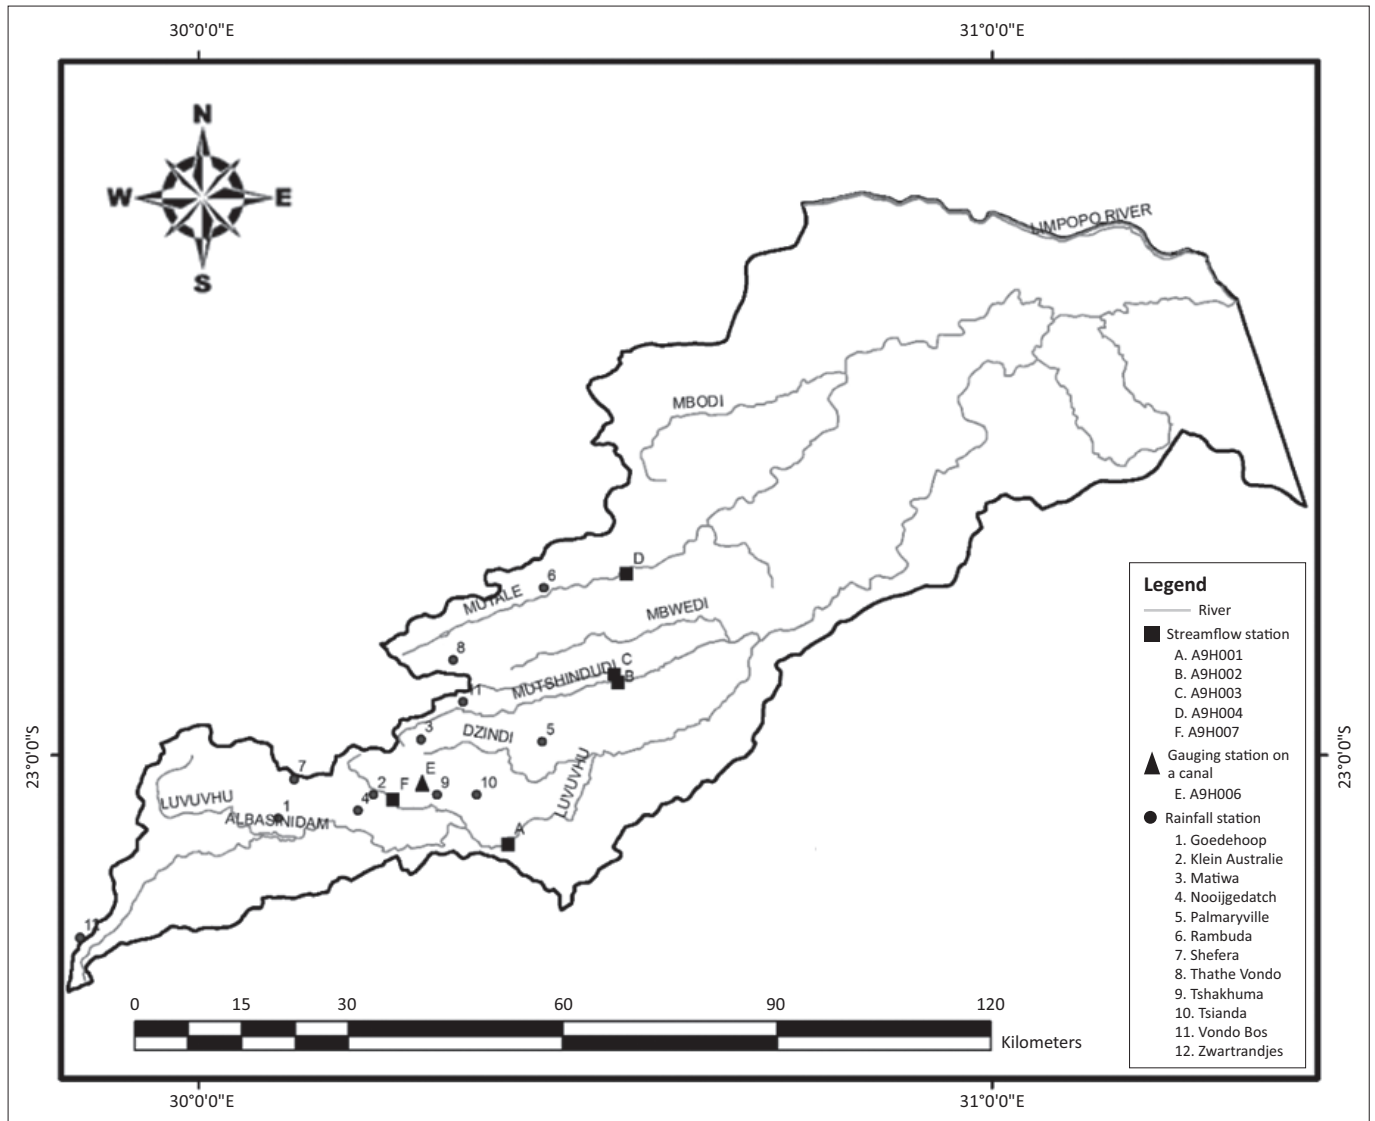 30°0'0"E
31°0'0"E
N
W
E
S
LIMPOPO RIVER
MBODI
D
6
MUTALE
MBWEDI
8
C
MUTSHINDUDI
B
11
3
DZINDI
5
23°0'0"S
23°0'0"S
7
E
2
F
9
10
LUVUVHU
LUVUVHU
4
1
ALBASINIDAM
A
12
Legend
River
Streamflow station
A. A9H001
B. A9H002
C. A9H003
D. A9H004
F. A9H007
Gauging station on
a canal
E. A9H006
Rainfall station
1. Goedehoop
2. Klein Australie
3. Matiwa
4. Nooijgedatch
5. Palmaryville
6. Rambuda
7. Shefera
8. Thathe Vondo
9. Tshakhuma
10. Tsianda
11. Vondo Bos
12. Zwartrandjes
0 15 30 60 90 120
Kilometers
30°0'0"E
31°0'0"E